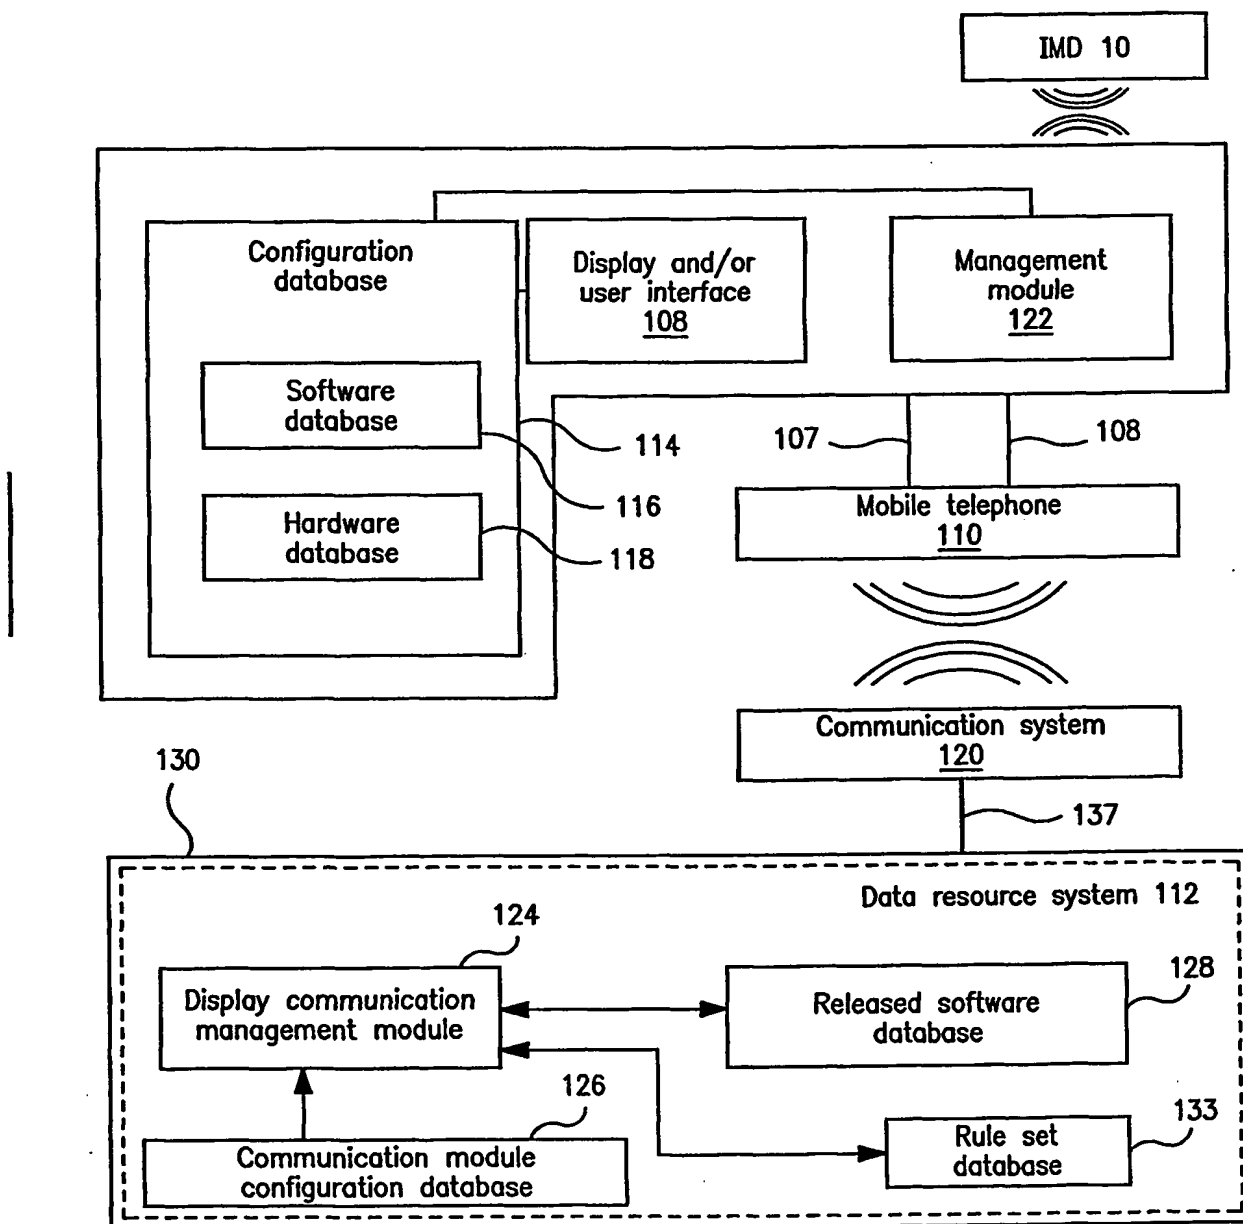 IMD 10
Configuration
database
Display and/or
user interface
108
Management
module
122
Software
database
Hardware
database
114
116
118
107
108
Mobile telephone
110
Communication system
120
130
137
Data resource system 112
124
Display communication
management module
128
Released software
database
126
Communication module
configuration database
133
Rule set
database